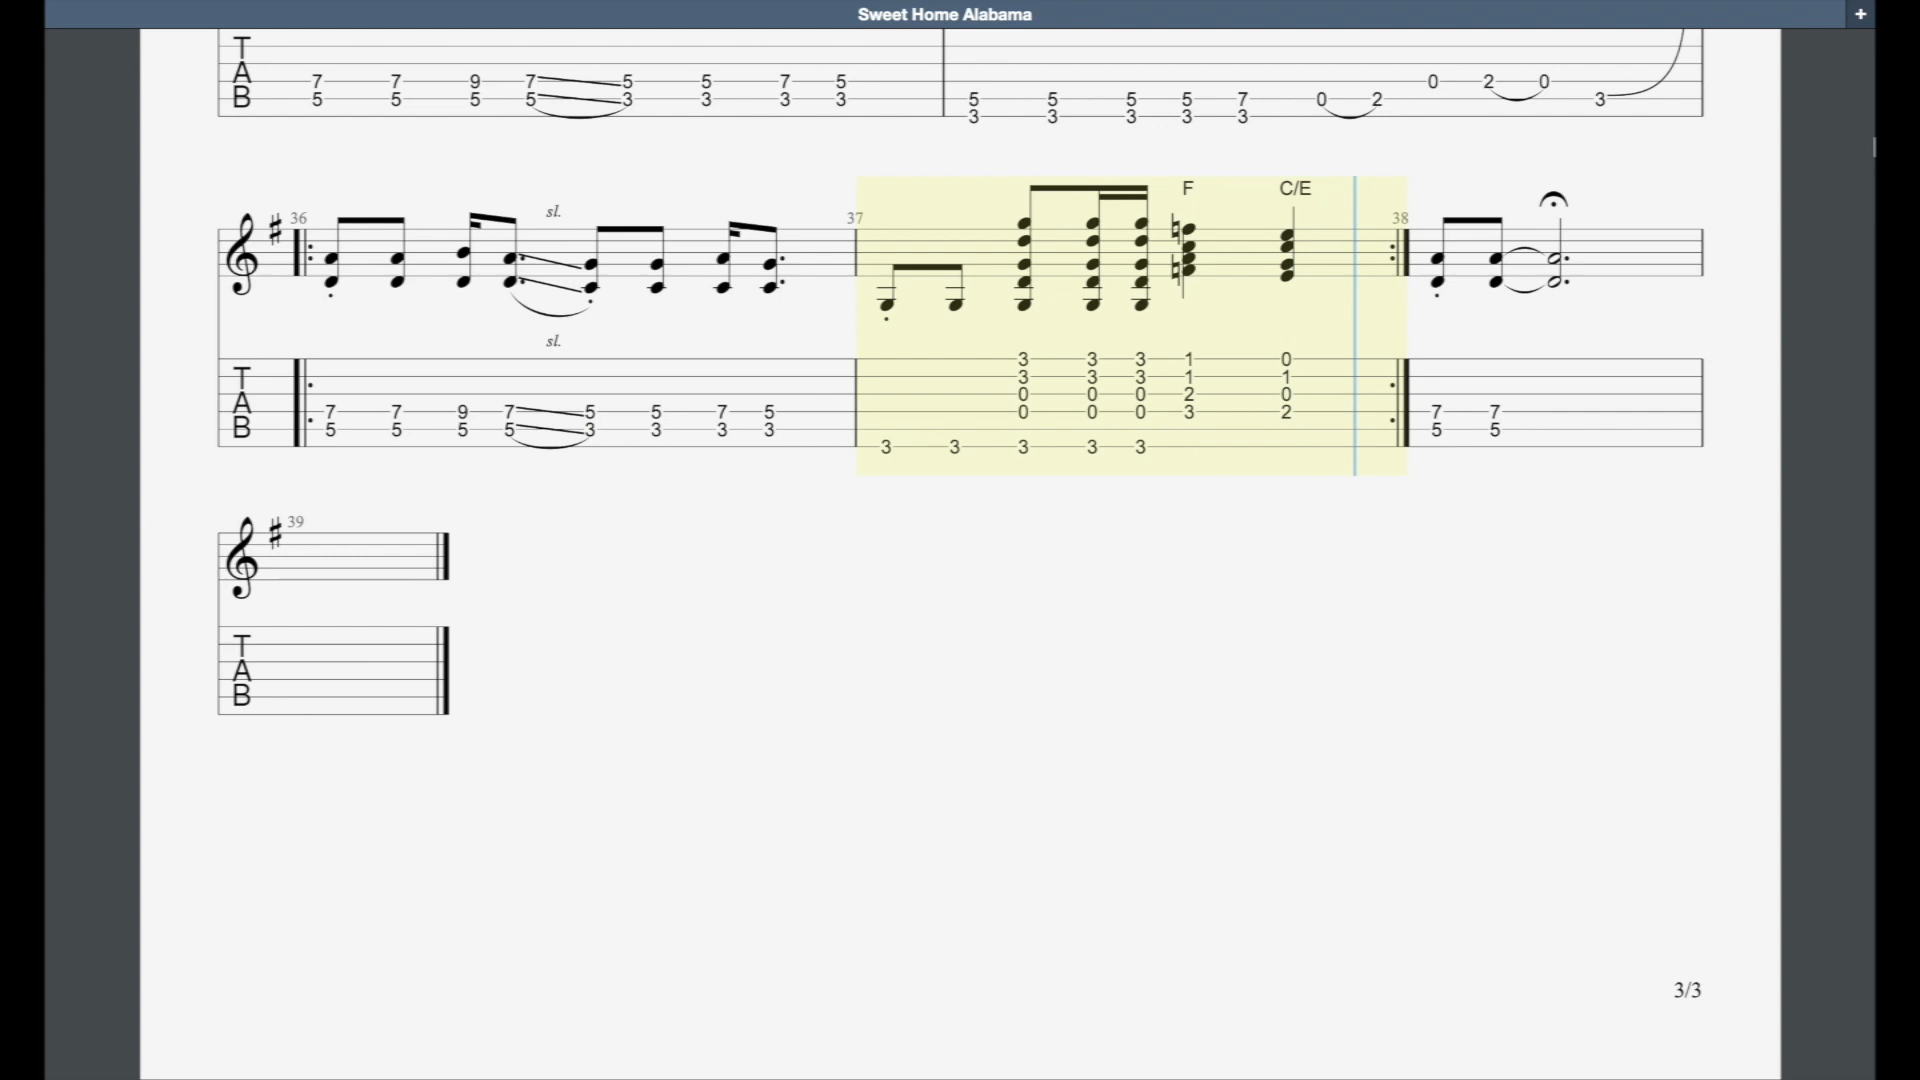 Sweet Home Alabama +
T
A 7 7 9 7 5 5 7 5 0 2 0
B 5 5 5 5 3 3 3 3 5 5 5 5 7 0 2 3
3 3 3 3 3
F C/E
36 sl. 37 38
sl.
3 3 3 1 0
T 3 3 3 1 1
A 0 0 0 2 0
7 7 9 7 5 5 7 5 0 0 0 3 2 7 7
B 5 5 5 5 3 3 3 3 5 5
3 3 3 3 3
39
T
A
B
3/3